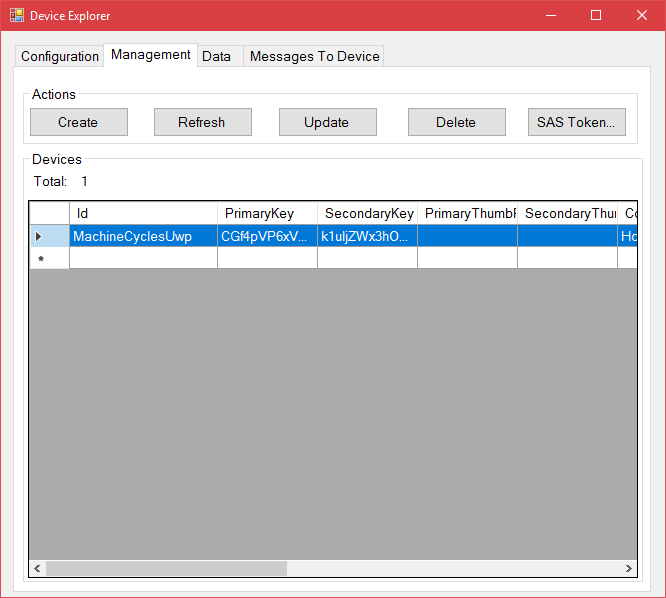 Device Explorer
Configuration Management Data Messages To Device
Actions
Create Refresh Update Delete SAS Token...
Devices
Total: 1
Id PrimaryKey SecondaryKey PrimaryThumbP SecondaryThu Co
MachineCyclesUwp CGf4pVP6xV... k1uljZWx3hO... Ho
*